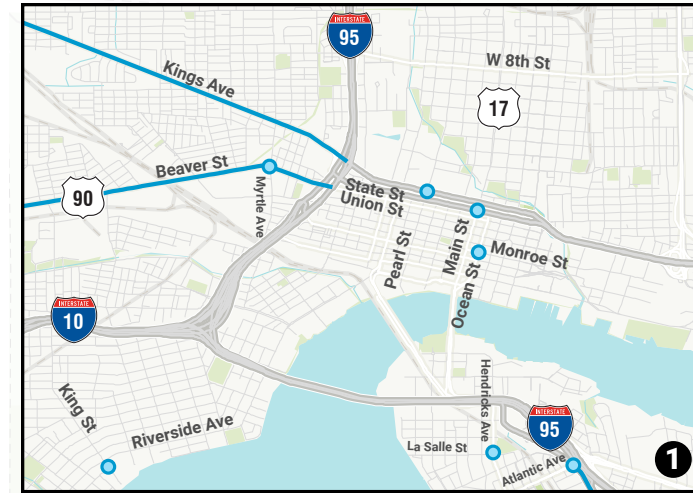 INTERSTATE
95
W 8th St
Kings Ave
17
Beaver St
90
Myrtle Ave
State St
Union St
Pearl St
Main St
Monroe St
Ocean St
INTERSTATE
10
King St
Riverside Ave
Hendricks Ave
La Salle St
INTERSTATE
95
Atlantic Ave
1